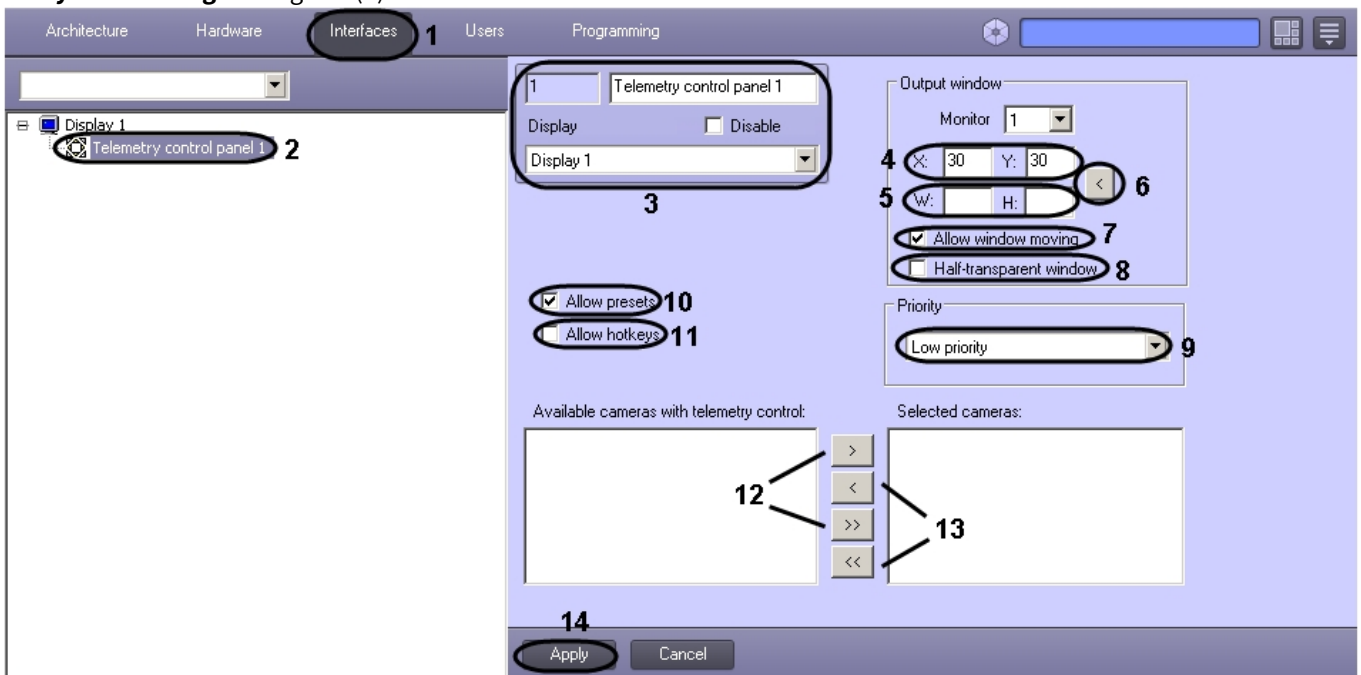 Architecture Hardware Interfaces 1 Users Programming
Display 1
Telemetry control panel 1 2
1 Telemetry control panel 1
Display Disable
Display 1
3
Output window
Monitor 1
4 X: 30 Y: 30
5 W: H:
< 6
Allow window moving 7
Half-transparent window 8
Allow presets 10
Allow hotkeys 11
Priority
Low priority 9
Available cameras with telemetry control: Selected cameras:
>
12 <
>> 13
<<
14
Apply Cancel